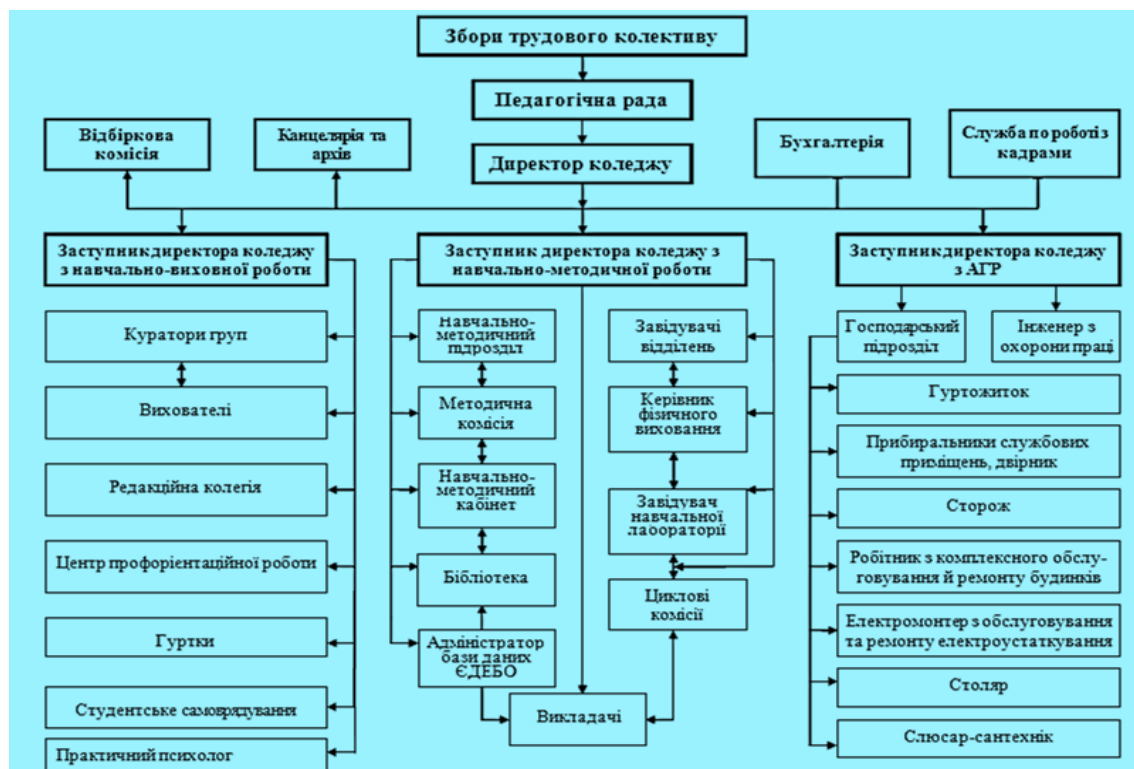 Збори трудового колективу
Педагогічна рада
Відбіркова
комісія
Канцелярія та
архів
Директор коледжу
Бухгалтерія
Служба по роботі з
кадрами
Заступник директора коледжу
з навчально-виховної роботи
Заступник директора коледжу з
навчально-методичної роботи
Заступник директора коледжу
з АГР
Куратори груп
Вихователі
Редакційна колегія
Центр профорієнтаційної роботи
Гуртки
Студентське самоврядування
Практичний психолог
Навчально-
методичний
підрозділ
Методична
комісія
Навчально-
методичний
кабінет
Бібліотека
Адміністратор
бази даних
ЄДЕБО
Завідувачі
відділень
Керівник
фізичного
виховання
Завідувач
навчальної
лабораторії
Циклові
комісії
Викладачі
Господарський
підрозділ
Інженер з
охорони праці
Гуртожиток
Прибиральники службових
приміщень, двірник
Сторож
Робітник з комплексного обслу-
говування й ремонту будинків
Електромонтер з обслуговування
та ремонту електроустаткування
Столяр
Слюсар-сантехнік